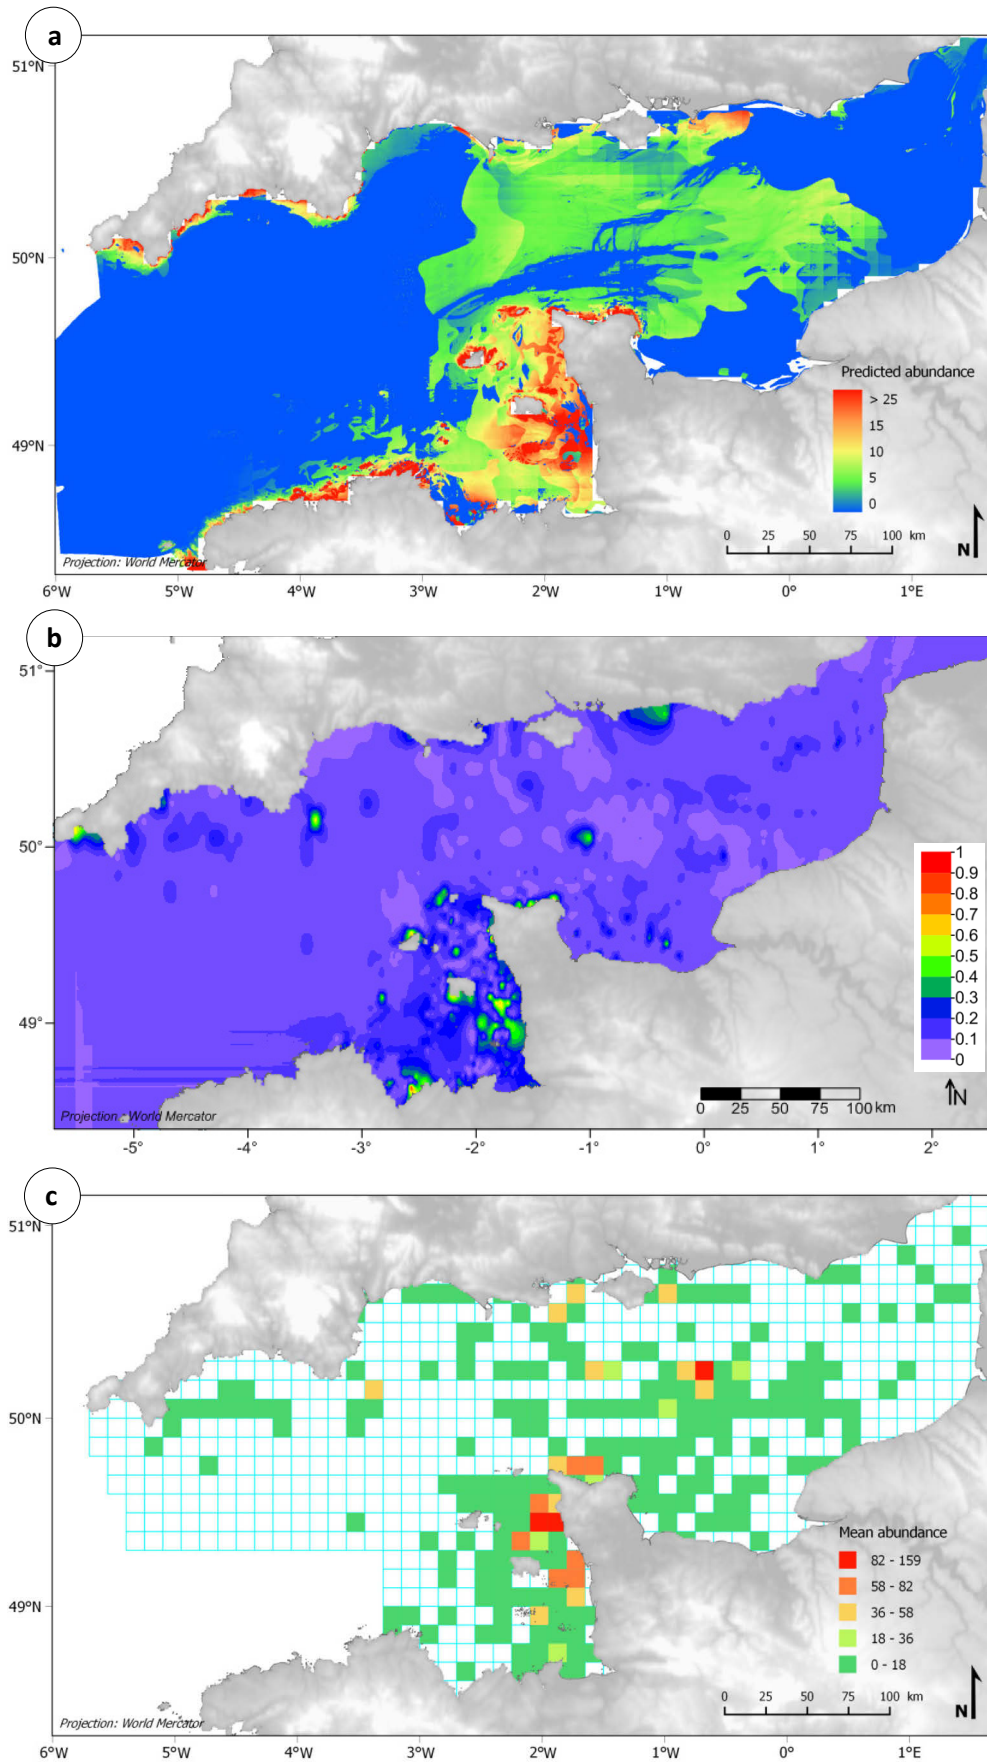 a
51°N
50°N
49°N
Predicted abundance
> 25
15
10
5
0
0 25 50 75 100 km
N
Projection: World Mercator
6°W 5°W 4°W 3°W 2°W 1°W 0° 1°E
b
51°
50°
49°
1
0.9
0.8
0.7
0.6
0.5
0.4
0.3
0.2
0.1
0
N
0 25 50 75 100 km
Projection : World Mercator
-5° -4° -3° -2° -1° 0° 1° 2°
c
51°N
50°N
49°N
Mean abundance
82 - 159
58 - 82
36 - 58
18 - 36
0 - 18
0 25 50 75 100 km
N
Projection: World Mercator
6°W 5°W 4°W 3°W 2°W 1°W 0° 1°E